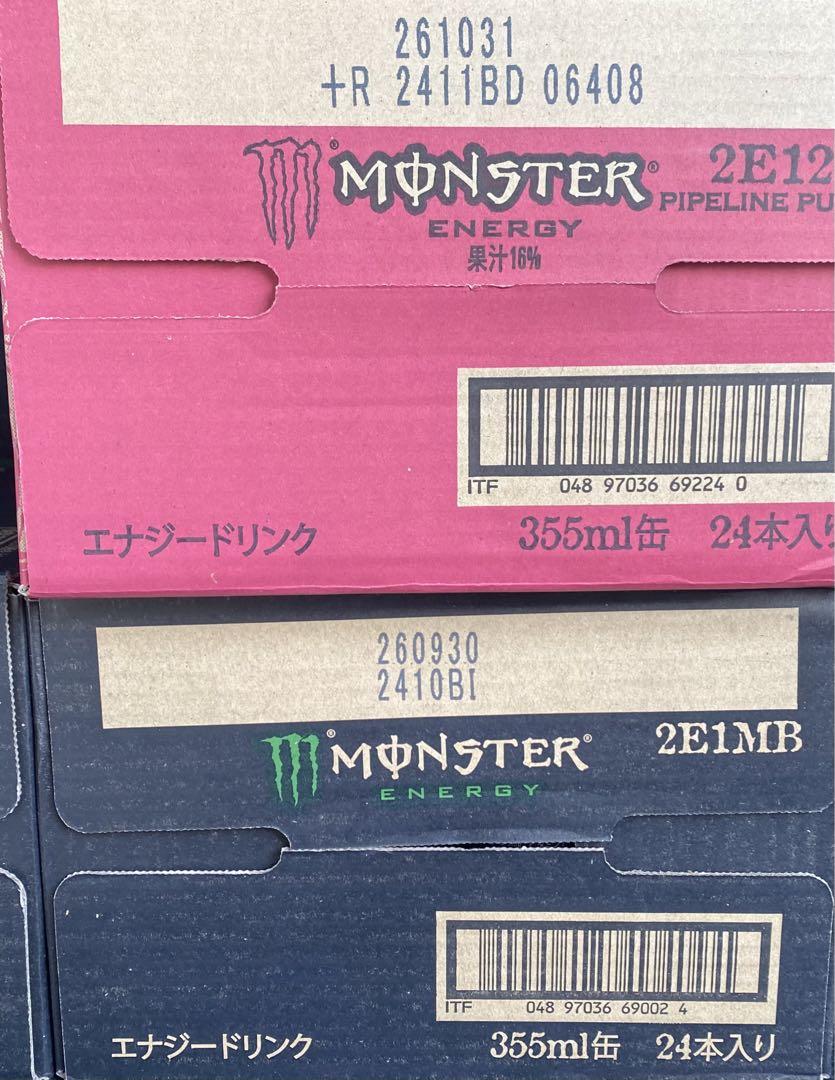 261031
+R 2411BD 06408
MONSTER 2E12
ENERGY PIPELINE PU
果汁16%
ITF 048 97036 69224 0
エナジードリンク 355ml缶 24本入り
260930
2410BI
MONSTER 2E1MB
ENERGY
ITF 048 97036 69002 4
エナジードリンク 355ml缶 24本入り